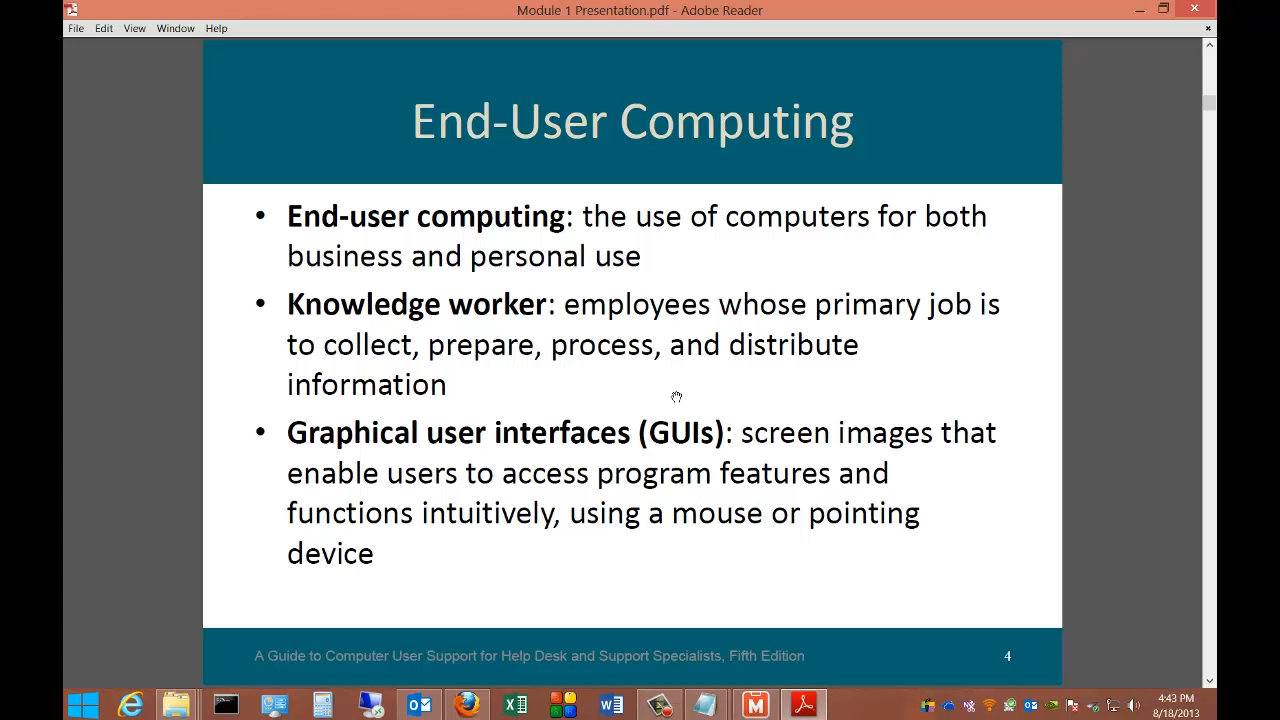 Module 1 Presentation.pdf - Adobe Reader
File Edit View Window Help
End-User Computing
• End-user computing: the use of computers for both
business and personal use
• Knowledge worker: employees whose primary job is
to collect, prepare, process, and distribute
information
• Graphical user interfaces (GUIs): screen images that
enable users to access program features and
functions intuitively, using a mouse or pointing
device
A Guide to Computer User Support for Help Desk and Support Specialists, Fifth Edition 4
4:43 PM
8/18/2013